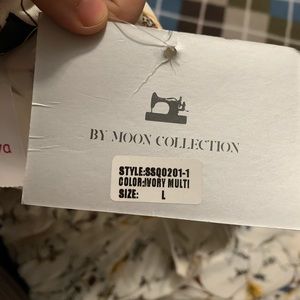 BY MOON COLLECTION
STYLE:SSQ0201-1
COLOR:IVORY MULTI
SIZE: L